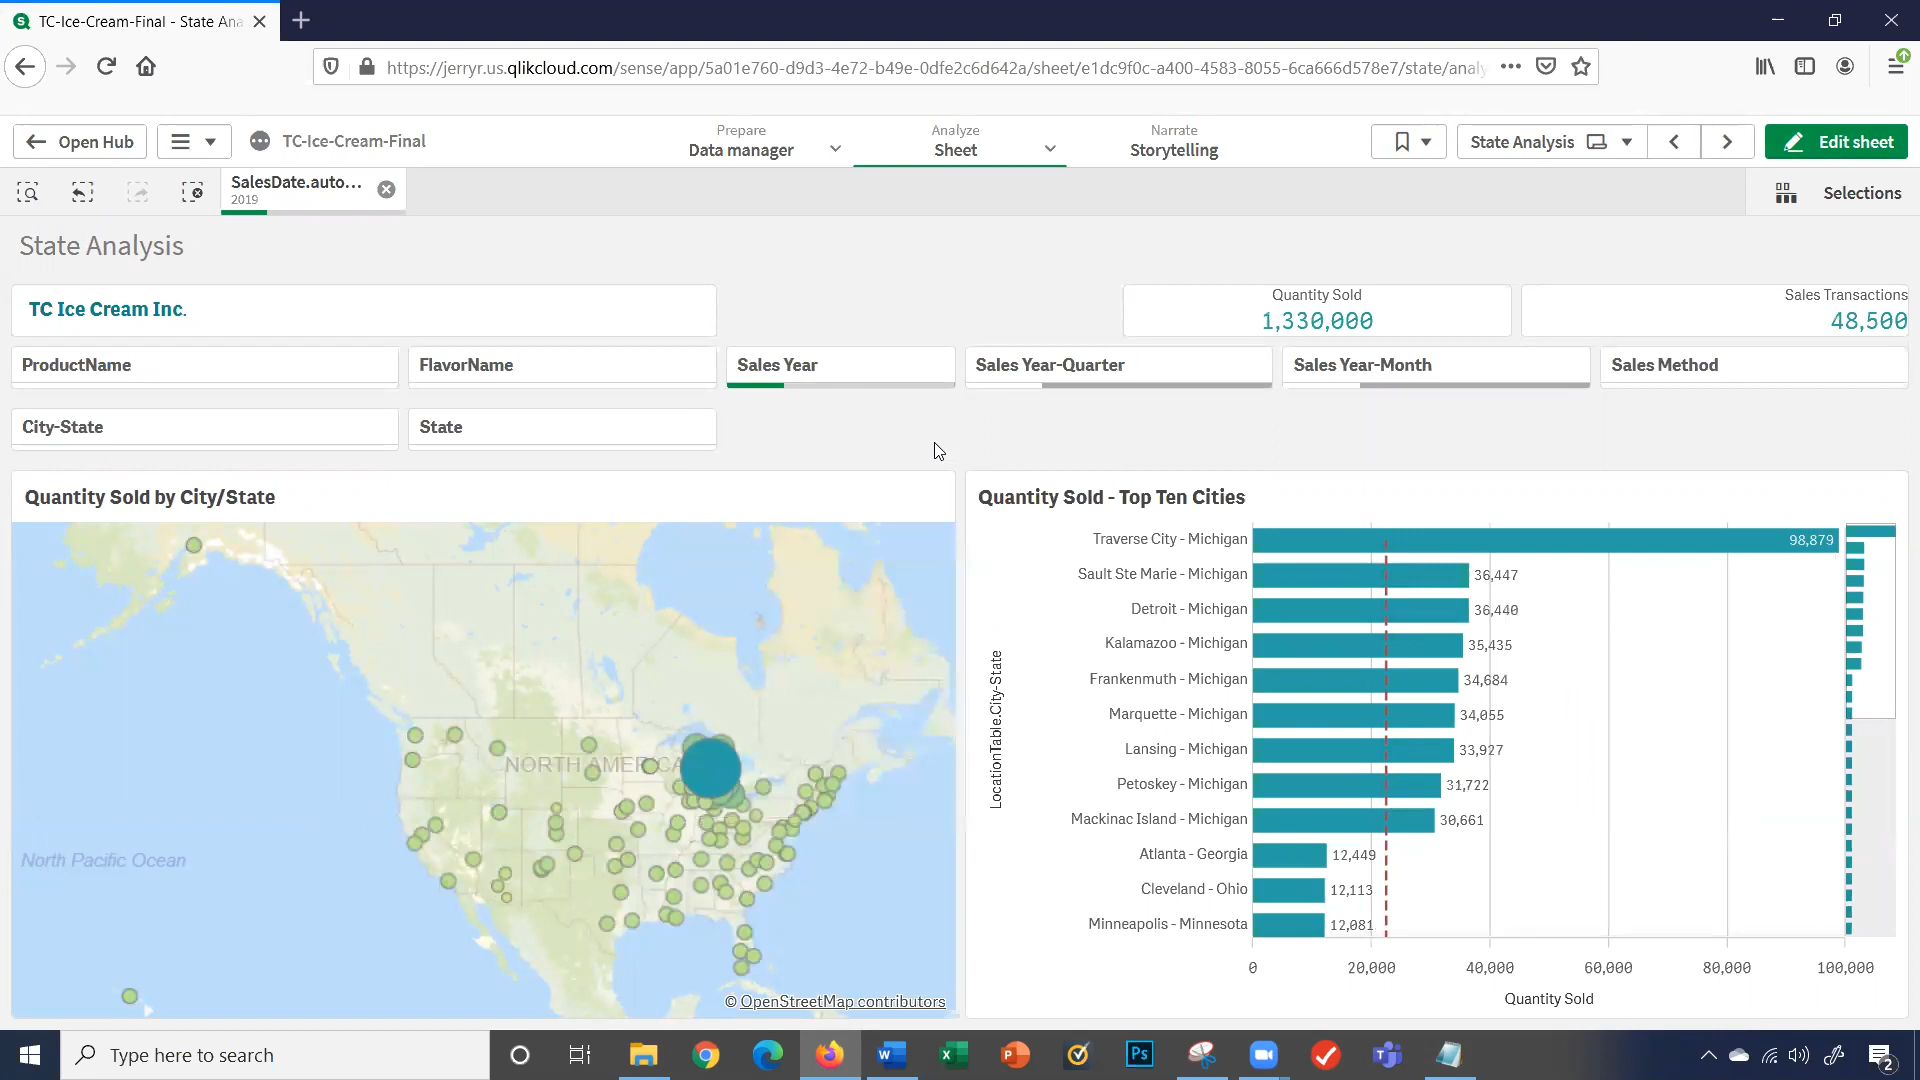 TC-Ice-Cream-Final - State Ana
https://jerryr.us.qlikcloud.com/sense/app/5a01e760-d9d3-4e72-b49e-0dfe2c6d642a/sheet/e1dc9f0c-a400-4583-8055-6ca666d578e7/state/analy
Open Hub
TC-Ice-Cream-Final
Prepare
Data manager
Analyze
Sheet
Narrate
Storytelling
State Analysis
Edit sheet
SalesDate.auto...
2019
Selections
State Analysis
TC Ice Cream Inc.
Quantity Sold
1,330,000
Sales Transactions
48,500
ProductName
FlavorName
Sales Year
Sales Year-Quarter
Sales Year-Month
Sales Method
City-State
State
Quantity Sold by City/State
NORTH AMERICA
North Pacific Ocean
© OpenStreetMap contributors
Quantity Sold - Top Ten Cities
LocationTable.City-State
Traverse City - Michigan 98,879
Sault Ste Marie - Michigan 36,447
Detroit - Michigan 36,440
Kalamazoo - Michigan 35,435
Frankenmuth - Michigan 34,684
Marquette - Michigan 34,055
Lansing - Michigan 33,927
Petoskey - Michigan 31,722
Mackinac Island - Michigan 30,661
Atlanta - Georgia 12,449
Cleveland - Ohio 12,113
Minneapolis - Minnesota 12,081
0 20,000 40,000 60,000 80,000 100,000
Quantity Sold
Type here to search
Ps
2